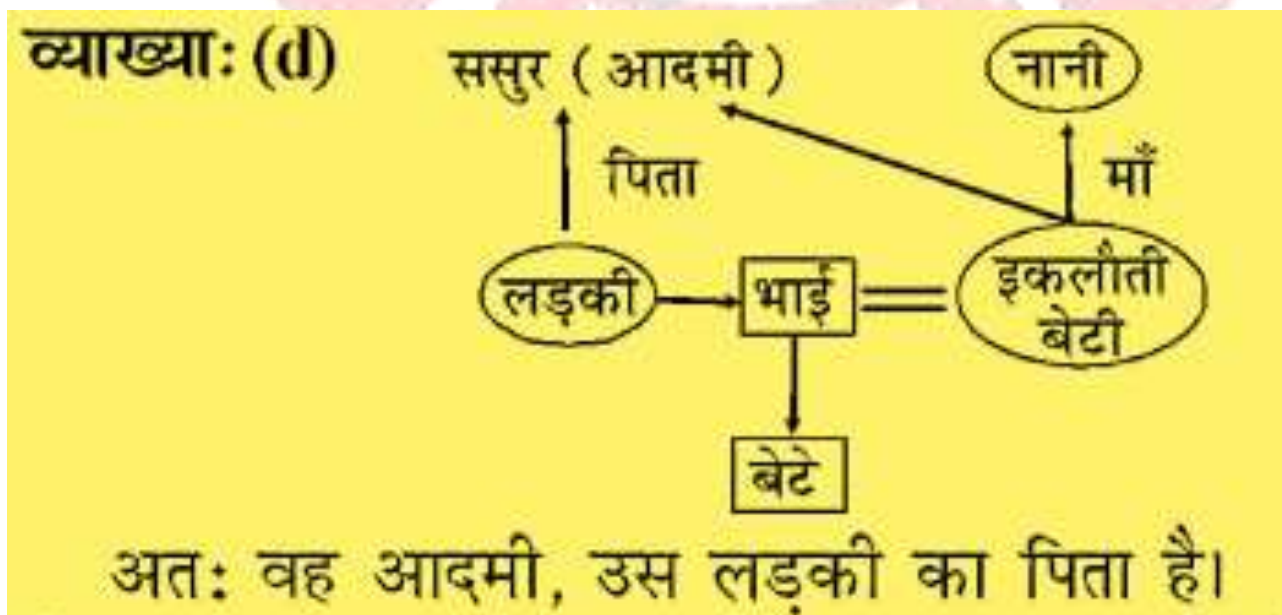 व्याख्या: (d)
ससुर ( आदमी )
नानी
पिता
माँ
लड़की
भाई
इकलौती
बेटी
बेटे
अत: वह आदमी, उस लड़की का पिता है।